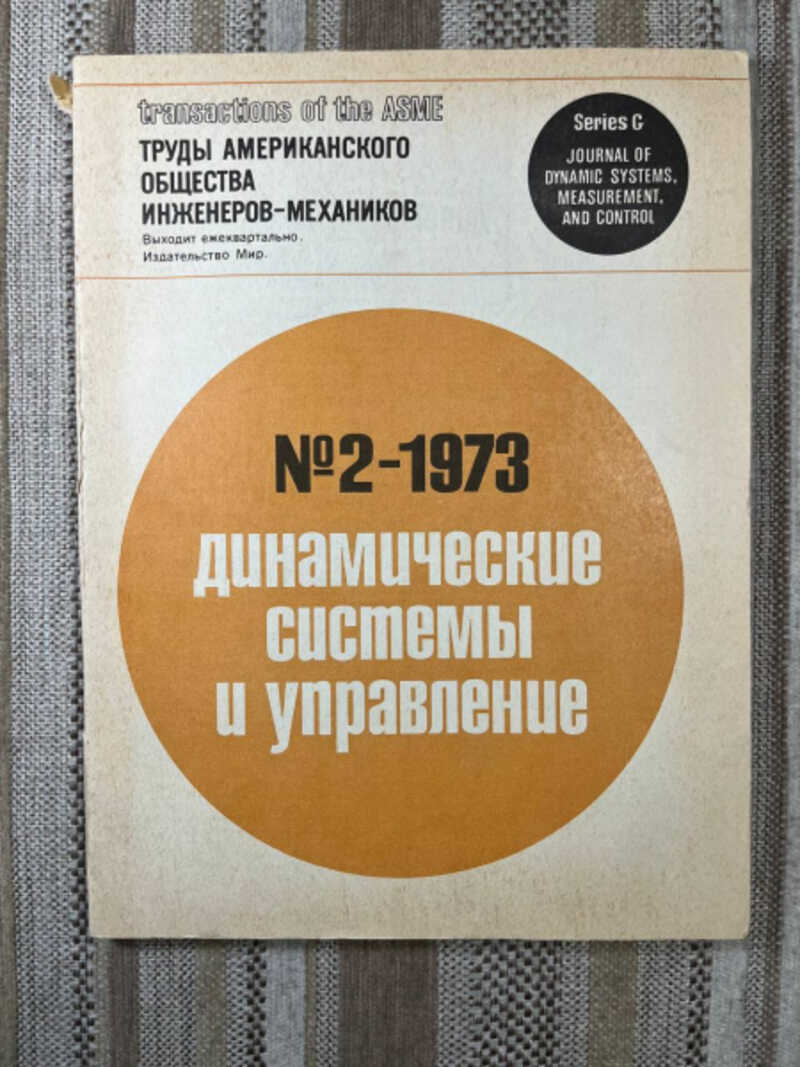 transactions of the ASME
ТРУДЫ АМЕРИКАНСКОГО
ОБЩЕСТВА
ИНЖЕНЕРОВ-МЕХАНИКОВ
Выходит ежеквартально.
Издательство Мир.
Series G
JOURNAL OF
DYNAMIC SYSTEMS,
MEASUREMENT,
AND CONTROL
№2-1973
динамические
системы
и управление